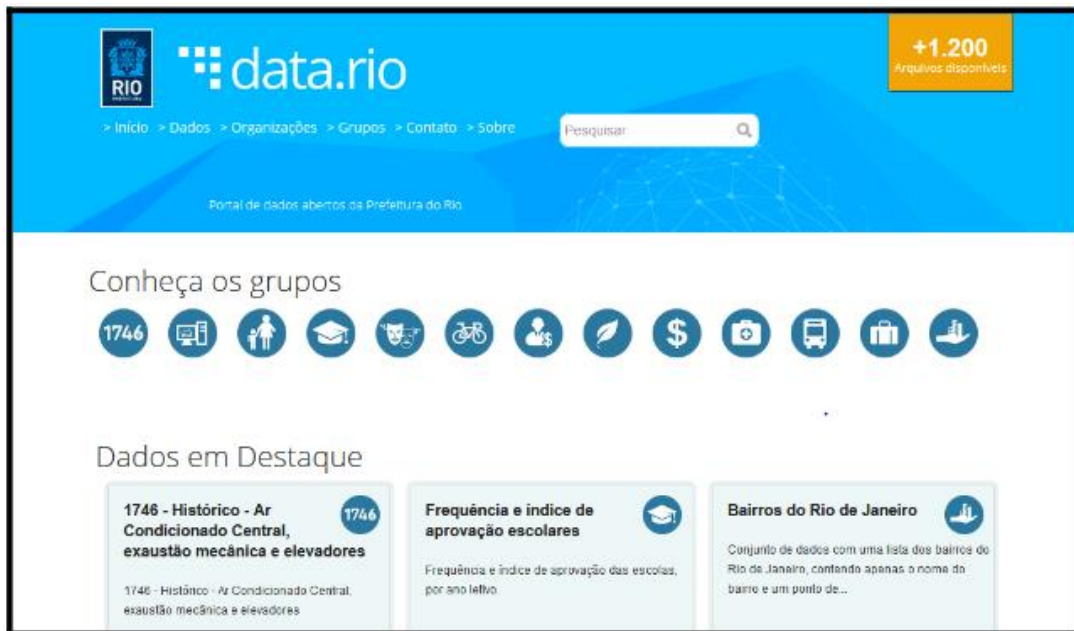 +1.200
Arquivos disponíveis
RIO
PREFEITURA
data.rio
> Início > Dados > Organizações > Grupos > Contato > Sobre
Pesquisar
Portal de dados abertos da Prefeitura do Rio
Conheça os grupos
1746
$
Dados em Destaque
1746 - Histórico - Ar
Condicionado Central,
exaustão mecânica e elevadores
1746
1746 - Histórico - Ar Condicionado Central,
exaustão mecânica e elevadores
Frequência e índice de
aprovação escolares
Frequência e índice de aprovação das escolas,
por ano letivo
Bairros do Rio de Janeiro
Conjunto de dados com uma lista dos bairros do
Rio de Janeiro, contendo apenas o nome do
bairro e um ponto de...